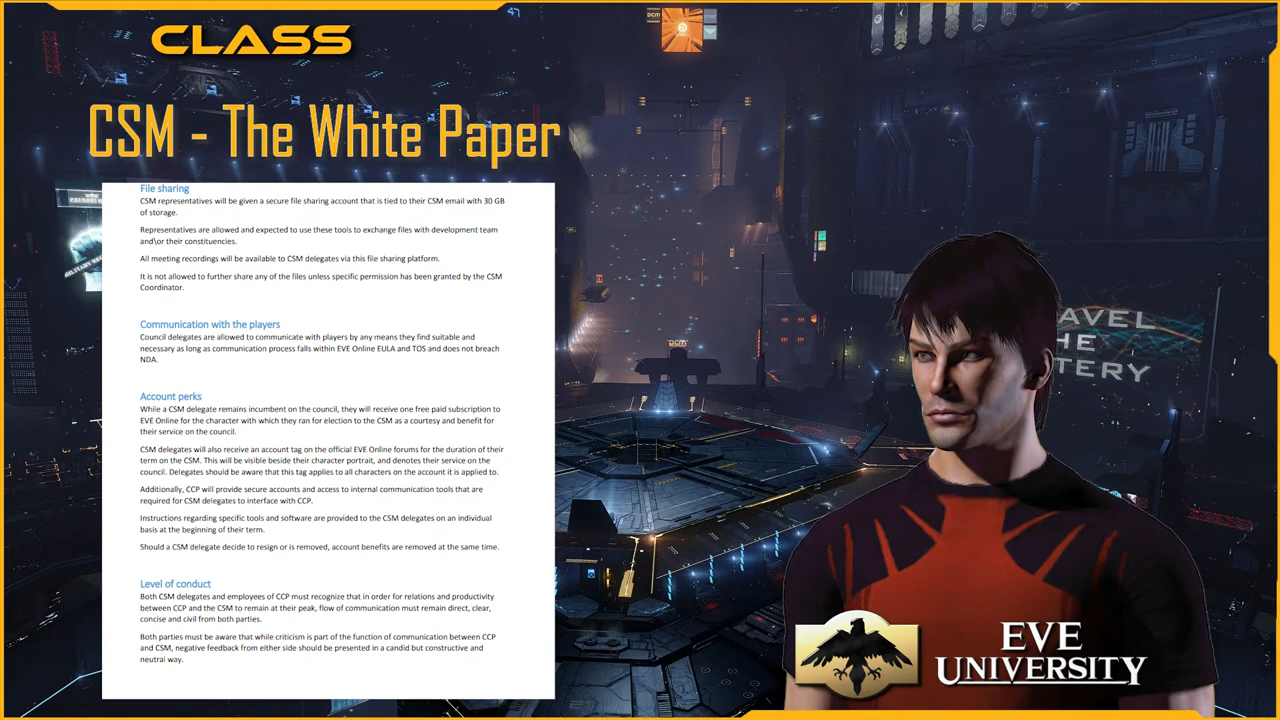 CLASS
CSM - The White Paper
File sharing
CSM representatives will be given a secure file sharing account that is tied to their CSM email with 30 GB
of storage.
Representatives are allowed and expected to use these tools to exchange files with development team
and\or their constituencies.
All meeting recordings will be available to CSM delegates via this file sharing platform.
It is not allowed to further share any of the files unless specific permission has been granted by the CSM
Coordinator.
Communication with the players
Council delegates are allowed to communicate with players by any means they find suitable and
necessary as long as communication process falls within EVE Online EULA and TOS and does not breach
NDA.
Account perks
While a CSM delegate remains incumbent on the council, they will receive one free paid subscription to
EVE Online for the character with which they ran for election to the CSM as a courtesy and benefit for
their service on the council.
CSM delegates will also receive an account tag on the official EVE Online forums for the duration of their
term on the CSM. This will be visible beside their character portrait, and denotes their service on the
council. Delegates should be aware that this tag applies to all characters on the account it is applied to.
Additionally, CCP will provide secure accounts and access to internal communication tools that are
required for CSM delegates to interface with CCP.
Instructions regarding specific tools and software are provided to the CSM delegates on an individual
basis at the beginning of their term.
Should a CSM delegate decide to resign or is removed, account benefits are removed at the same time.
Level of conduct
Both CSM delegates and employees of CCP must recognize that in order for relations and productivity
between CCP and the CSM to remain at their peak, flow of communication must remain direct, clear,
concise and civil from both parties.
Both parties must be aware that while criticism is part of the function of communication between CCP
and CSM, negative feedback from either side should be presented in a candid but constructive and
neutral way.
AVEL
HE
TERY
EVE
UNIVERSITY